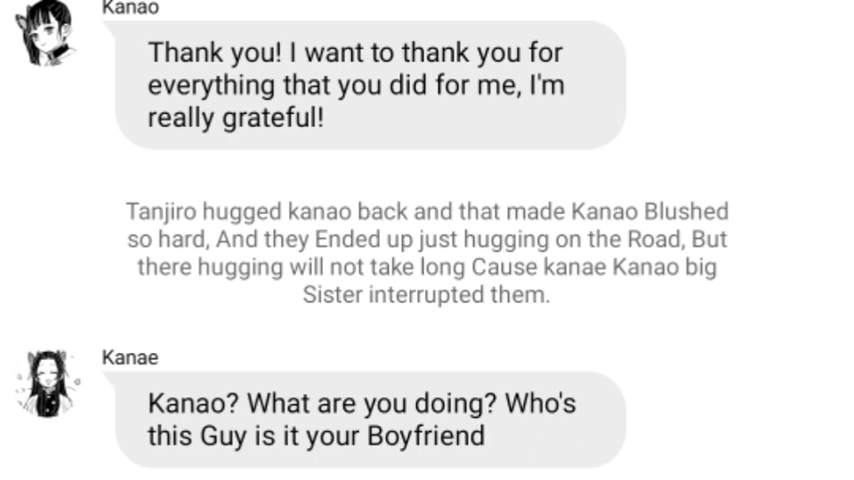 Kanao
Thank you! I want to thank you for
everything that you did for me, I'm
really grateful!
Tanjiro hugged kanao back and that made Kanao Blushed
so hard, And they Ended up just hugging on the Road, But
there hugging will not take long Cause kanae Kanao big
Sister interrupted them.
Kanae
Kanao? What are you doing? Who's
this Guy is it your Boyfriend